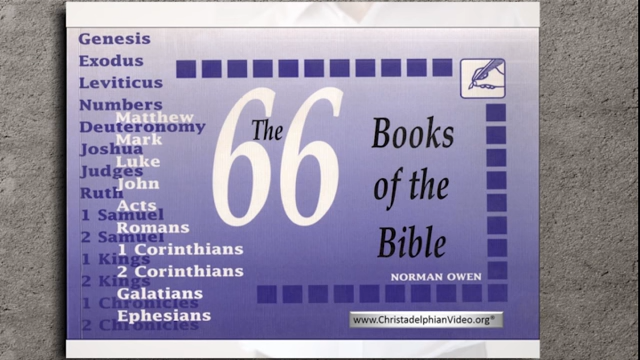 Genesis
Exodus
Leviticus
Numbers
Deuteronomy
Joshua
Judges
Ruth
1 Samuel
2 Samuel
1 Kings
2 Kings
1 Chronicles
2 Chronicles
Matthew
Mark
Luke
John
Acts
Romans
1 Corinthians
2 Corinthians
Galatians
Ephesians
The
66
Books
of the
Bible
NORMAN OWEN
www.ChristadelphianVideo.org®